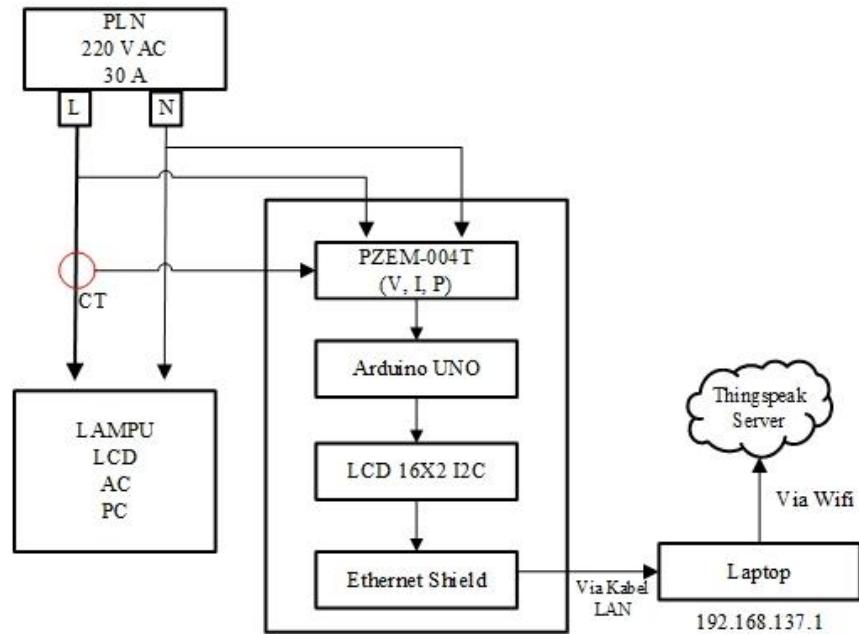 PLN
220 VAC
30 A
L
N
PZEM-004T
(V, I, P)
CT
Arduino UNO
LAMPU
LCD
AC
PC
LCD 16X2 I2C
Ethernet Shield
Via Kabel
LAN
Thingspeak
Server
Via Wifi
Laptop
192.168.137.1